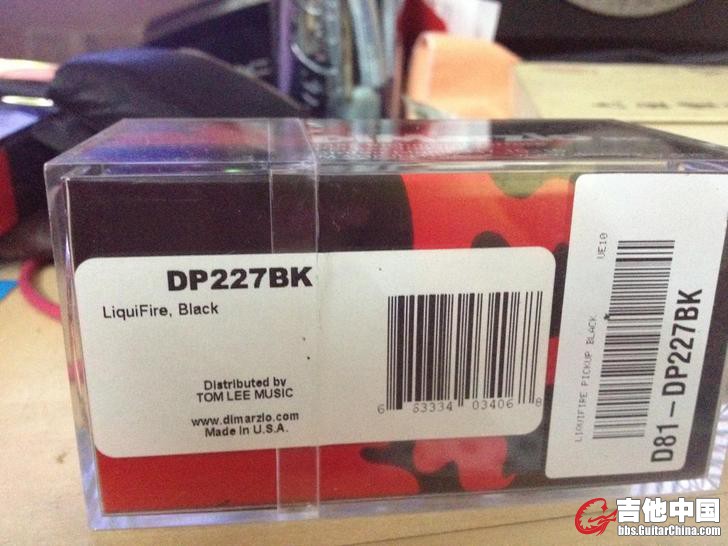 DP227BK
LiquiFire, Black
Distributed by
TOM LEE MUSIC
www.dimarzio.com
Made in U.S.A.
6 63334 03406 8
LIQUIFIRE PICKUP BLACK
VE10
D81-DP227BK
吉他中国
bbs.GuitarChina.com